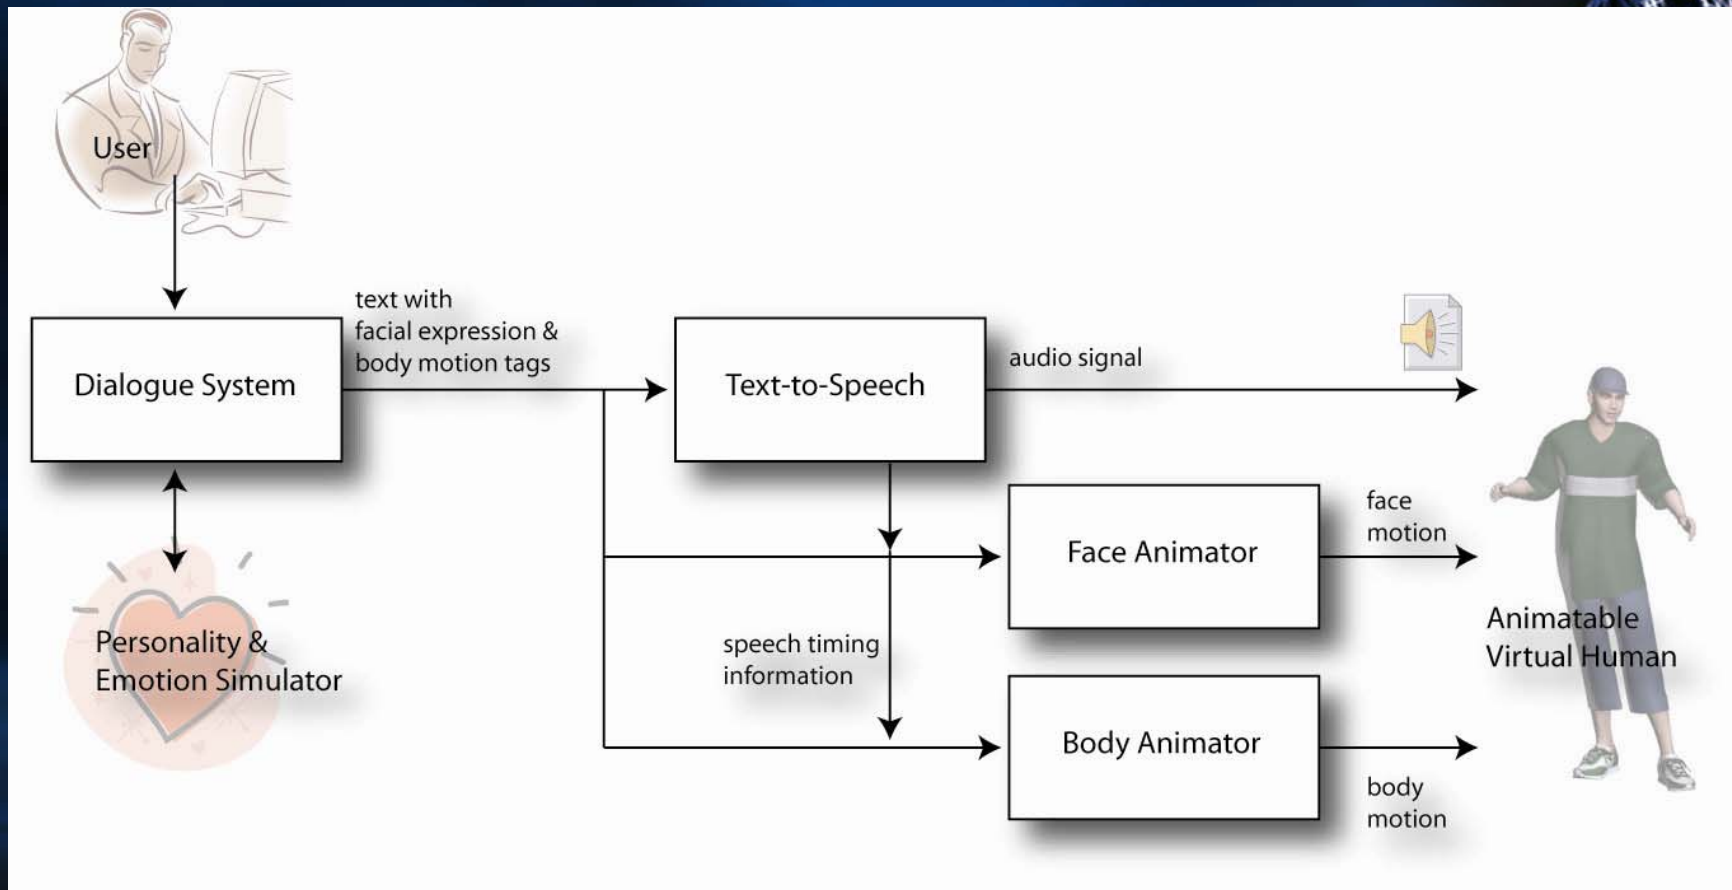 User
text with
facial expression &
body motion tags
Dialogue System
Text-to-Speech
audio signal
Face Animator
face
motion
Personality &
Emotion Simulator
speech timing
information
Animatable
Virtual Human
Body Animator
body
motion